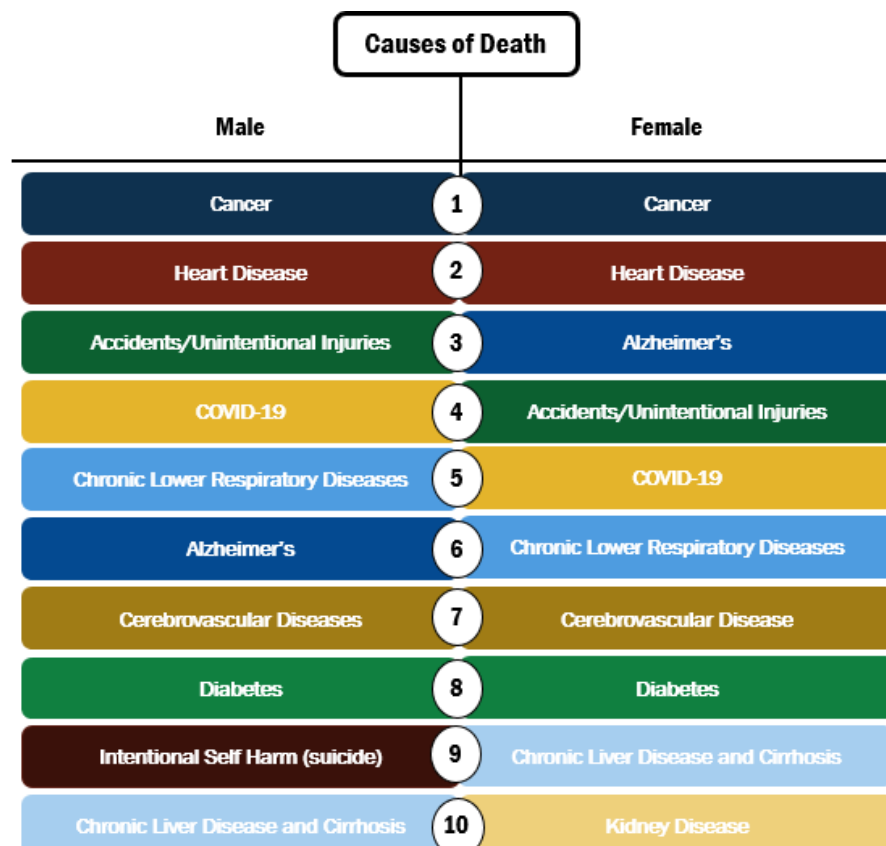 Causes of Death
Male Female
Cancer 1 Cancer
Heart Disease 2 Heart Disease
Accidents/Unintentional Injuries 3 Alzheimer's
COVID-19 4 Accidents/Unintentional Injuries
Chronic Lower Respiratory Diseases 5 COVID-19
Alzheimer's 6 Chronic Lower Respiratory Diseases
Cerebrovascular Diseases 7 Cerebrovascular Disease
Diabetes 8 Diabetes
Intentional Self Harm (suicide) 9 Chronic Liver Disease and Cirrhosis
Chronic Liver Disease and Cirrhosis 10 Kidney Disease